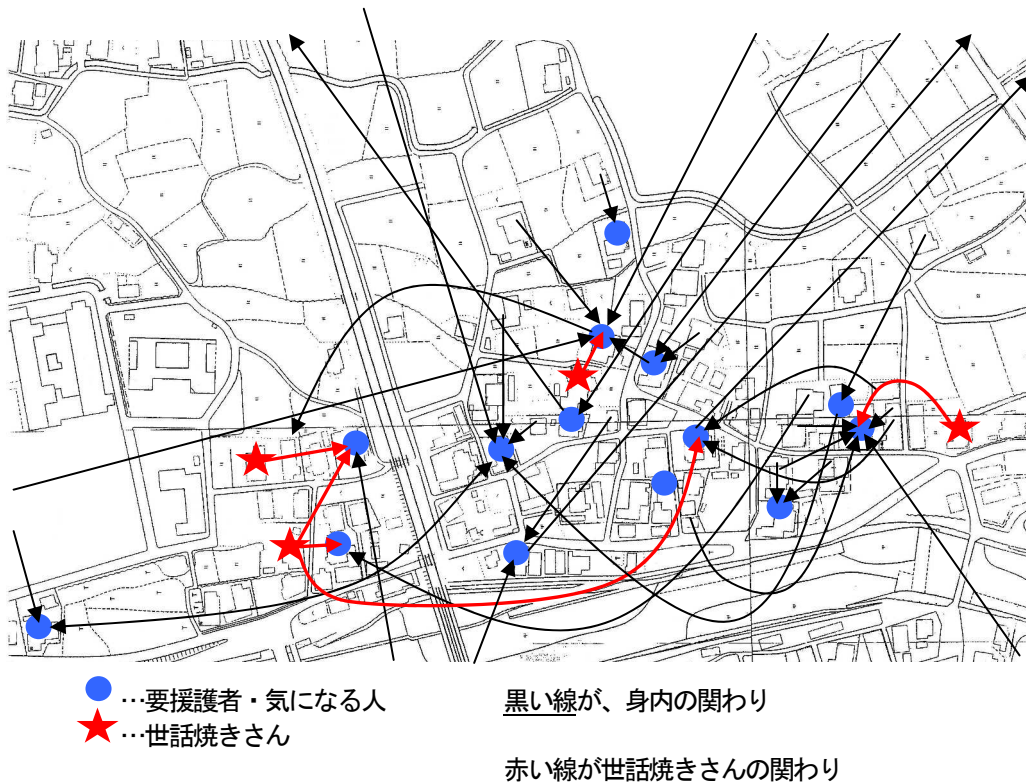 …要援護者・気になる人
…世話焼きさん
黒い線が、身内の関わり
赤い線が世話焼きさんの関わり